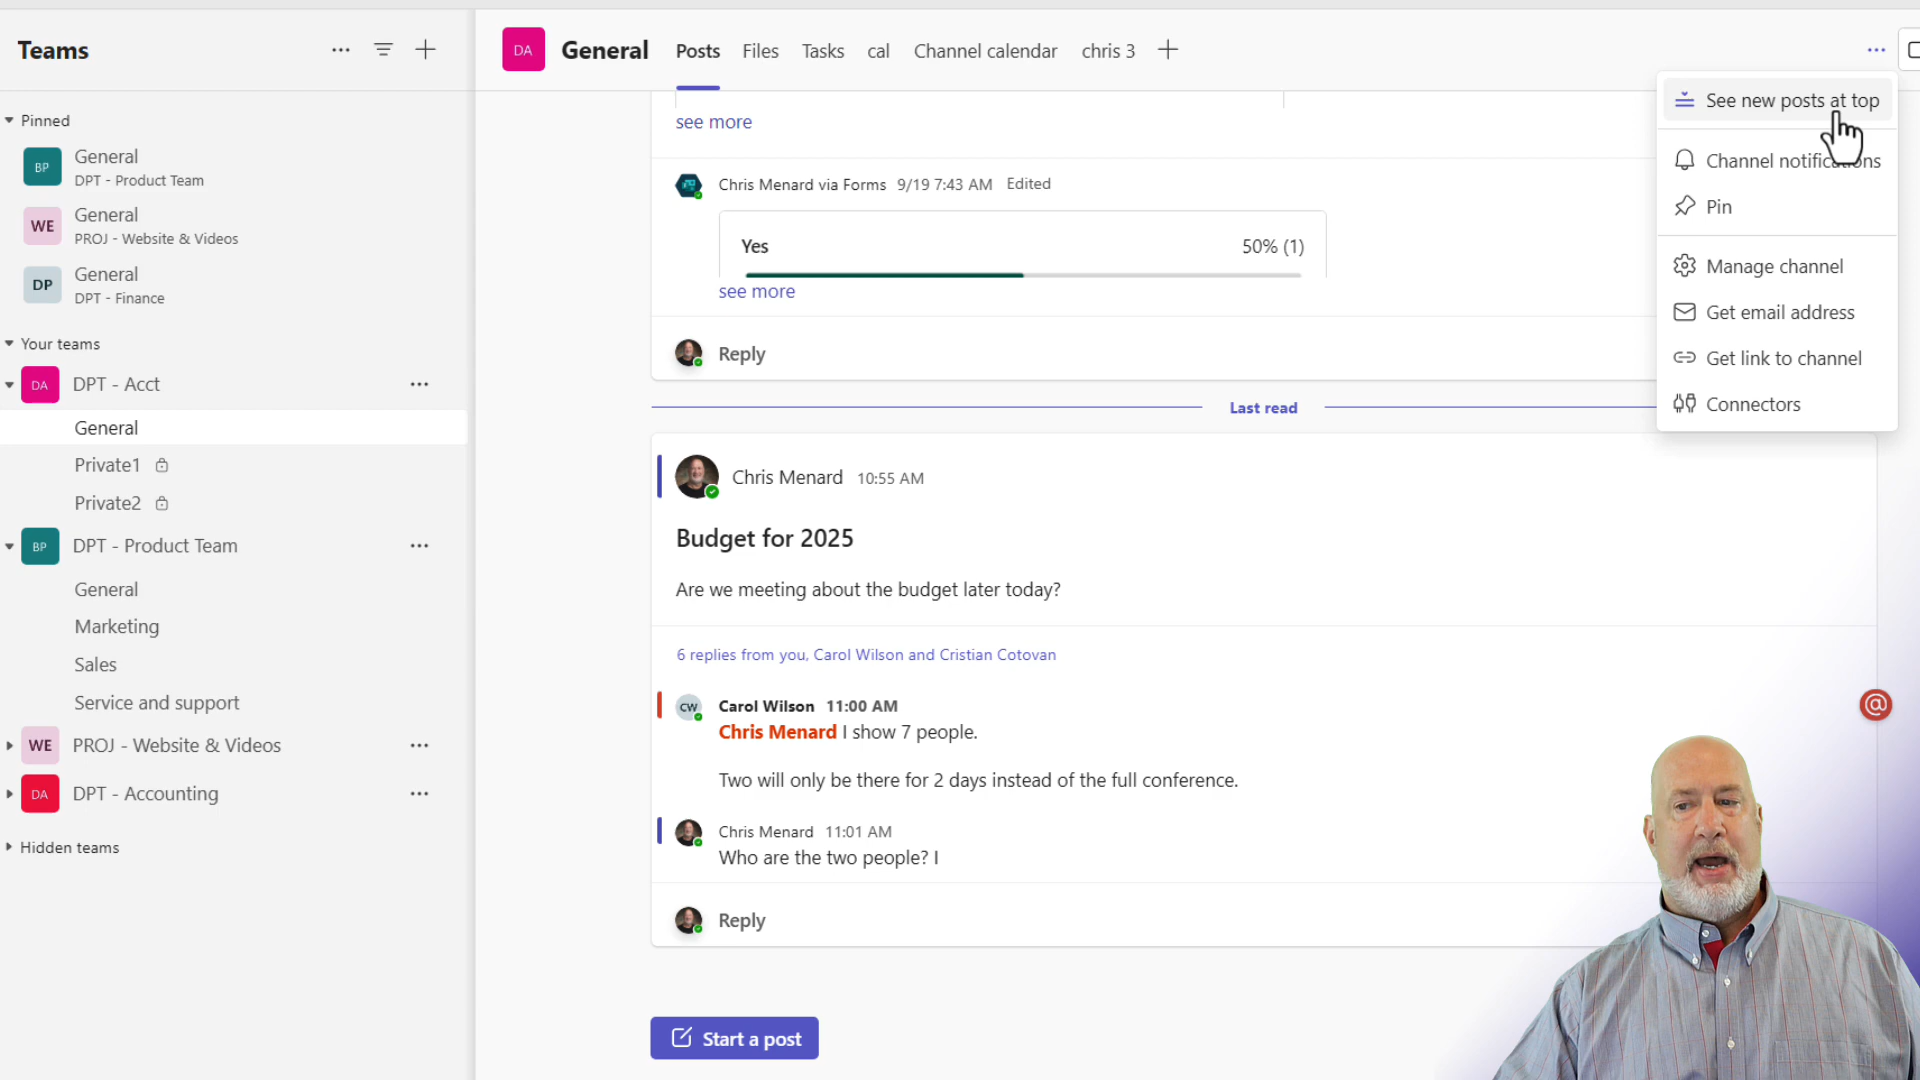 Teams
Pinned
BP
General
DPT - Product Team
WE
General
PROJ - Website & Videos
DP
General
DPT - Finance
Your teams
DA
DPT - Acct
General
Private1
Private2
BP
DPT - Product Team
General
Marketing
Sales
Service and support
WE
PROJ - Website & Videos
DA
DPT - Accounting
Hidden teams
DA
General
Posts
Files
Tasks
cal
Channel calendar
chris 3
see more
Chris Menard via Forms 9/19 7:43 AM Edited
Yes 50% (1)
see more
Reply
Last read
Chris Menard 10:55 AM
Budget for 2025
Are we meeting about the budget later today?
6 replies from you, Carol Wilson and Cristian Cotovan
CW
Carol Wilson 11:00 AM
Chris Menard I show 7 people.
@
Two will only be there for 2 days instead of the full conference.
Chris Menard 11:01 AM
Who are the two people? I
Reply
Start a post
See new posts at top
Channel notifications
Pin
Manage channel
Get email address
Get link to channel
Connectors